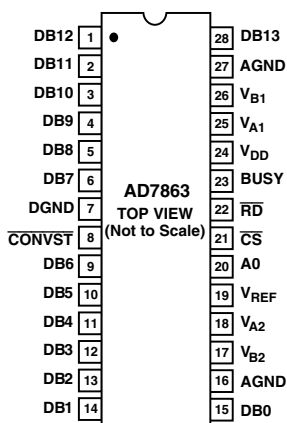 DB12 1 28 DB13
DB11 2 27 AGND
DB10 3 26 VB1
DB9 4 25 VA1
DB8 5 24 VDD
DB7 6 23 BUSY
DGND 7 22 RD
CONVST 8 21 CS
DB6 9 20 A0
DB5 10 19 VREF
DB4 11 18 VA2
DB3 12 17 VB2
DB2 13 16 AGND
DB1 14 15 DB0
AD7863
TOP VIEW
(Not to Scale)